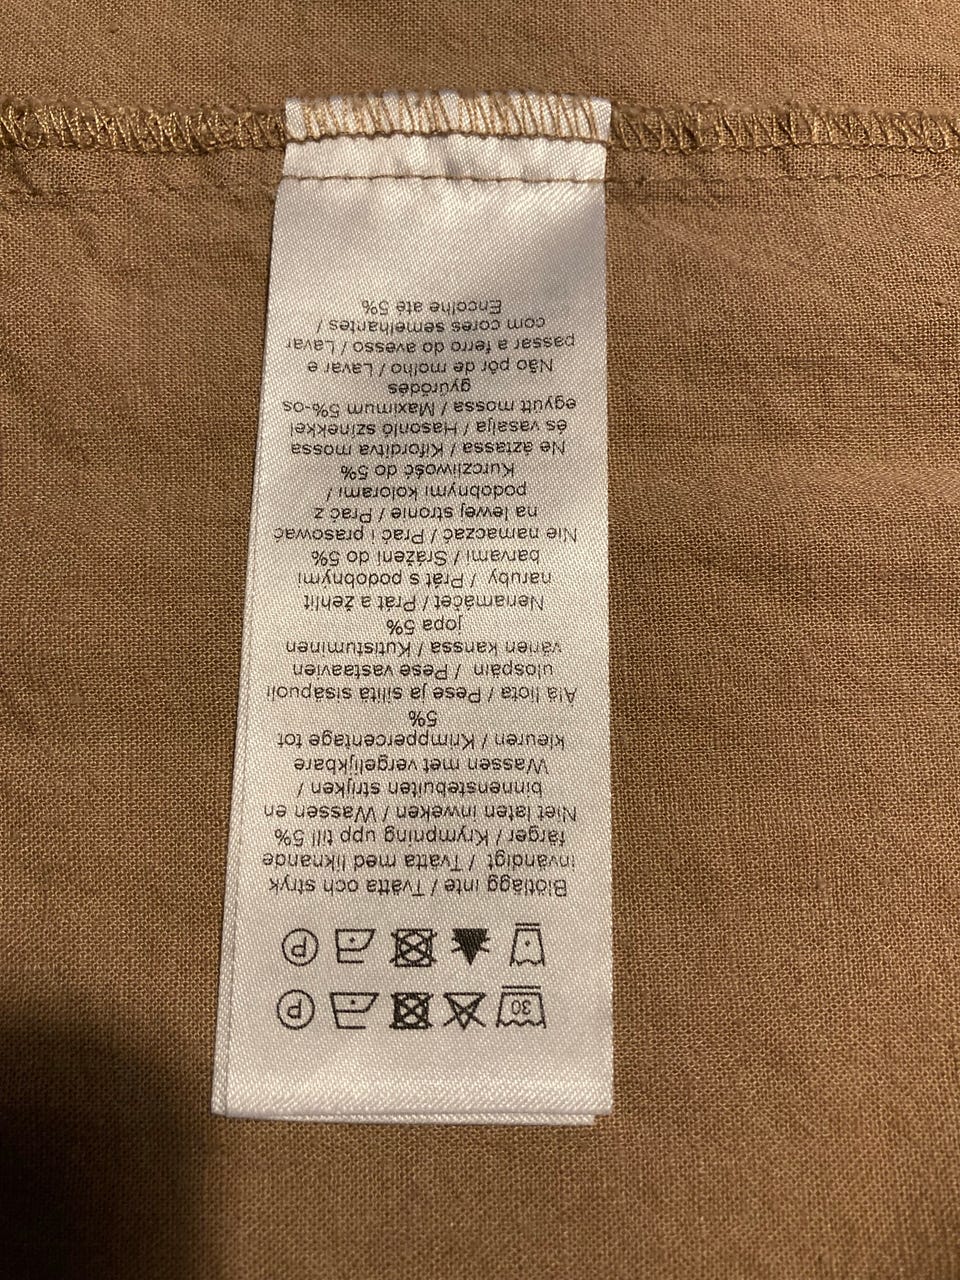 30
P
P
Blötlägg inte / Tvätta och stryk
invändigt / Tvätta med liknande
färger / Krympning upp till 5%
Niet laten inweken / Wassen en
binnenstebuiten strijken /
Wassen met vergelijkbare
kleuren / Krimppercentage tot
5%
Älä liota / Pese ja silitä sisäpuoli
ulospäin / Pese vastaavien
värien kanssa / Kutistuminen
jopa 5%
Nenamáčet / Prát a žehlit
naruby / Prát s podobnými
barvami / Srážení do 5%
Nie namaczać / Prać i prasować
na lewej stronie / Prać z
podobnymi kolorami /
Kurczliwość do 5%
Ne áztassa / Kifordítva mossa
és vasalja / Hasonló színekkel
együtt mossa / Maximum 5%-os
gyűrődés
Não pôr de molho / Lavar e
passar a ferro do avesso / Lavar
com cores semelhantes /
Encolhe até 5%